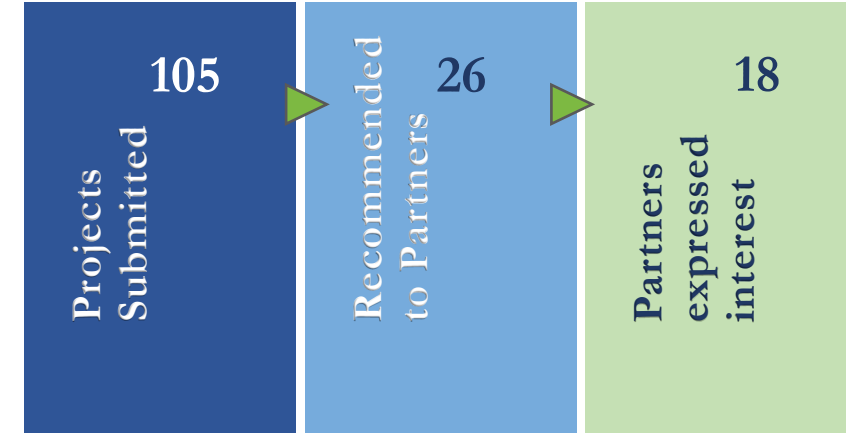 105
Projects
Submitted
26
Recommended
to Partners
18
Partners
expressed
interest